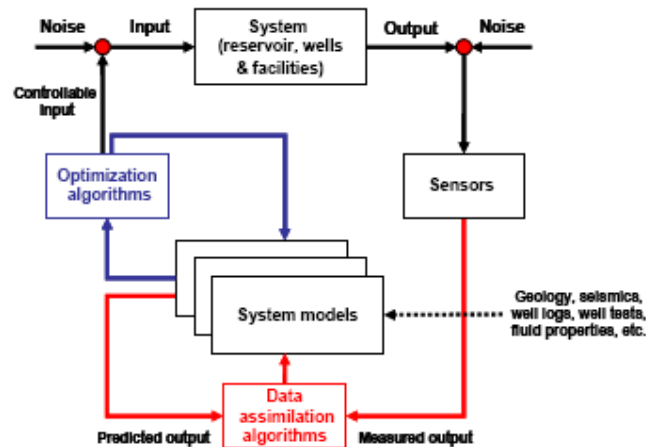 Noise
Input
System
(reservoir, wells
& facilities)
Output
Noise
Controllable
input
Optimization
algorithms
Sensors
System models
Geology, seismics,
well logs, well tests,
fluid properties, etc.
Data
assimilation
algorithms
Predicted output
Measured output